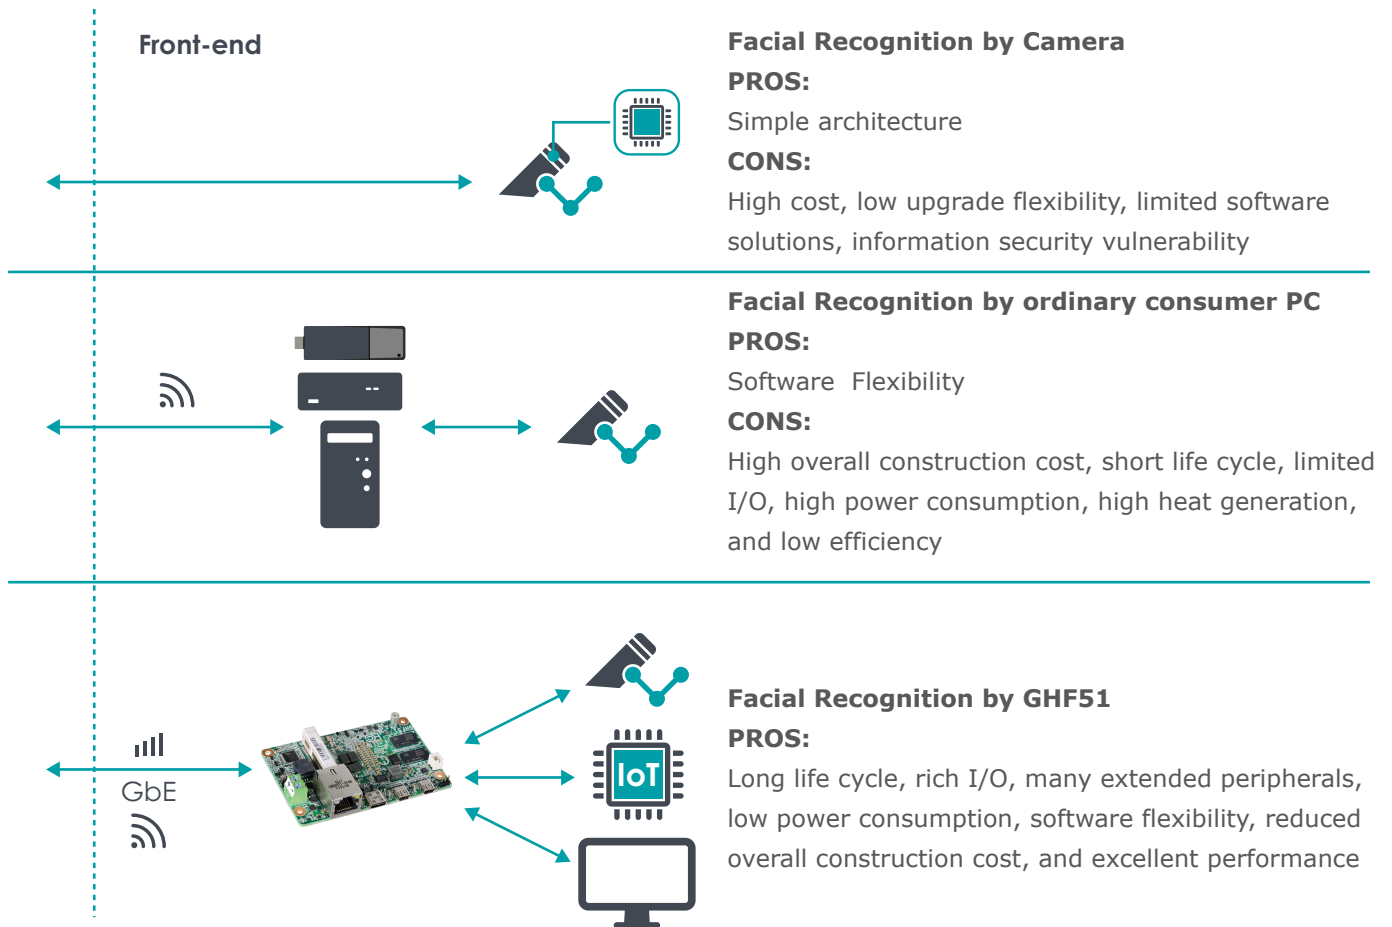 Front-end
Facial Recognition by Camera
PROS:
Simple architecture
CONS:
High cost, low upgrade flexibility, limited software
solutions, information security vulnerability
Facial Recognition by ordinary consumer PC
PROS:
Software Flexibility
CONS:
High overall construction cost, short life cycle, limited
I/O, high power consumption, high heat generation,
and low efficiency
GbE
IoT
Facial Recognition by GHF51
PROS:
Long life cycle, rich I/O, many extended peripherals,
low power consumption, software flexibility, reduced
overall construction cost, and excellent performance